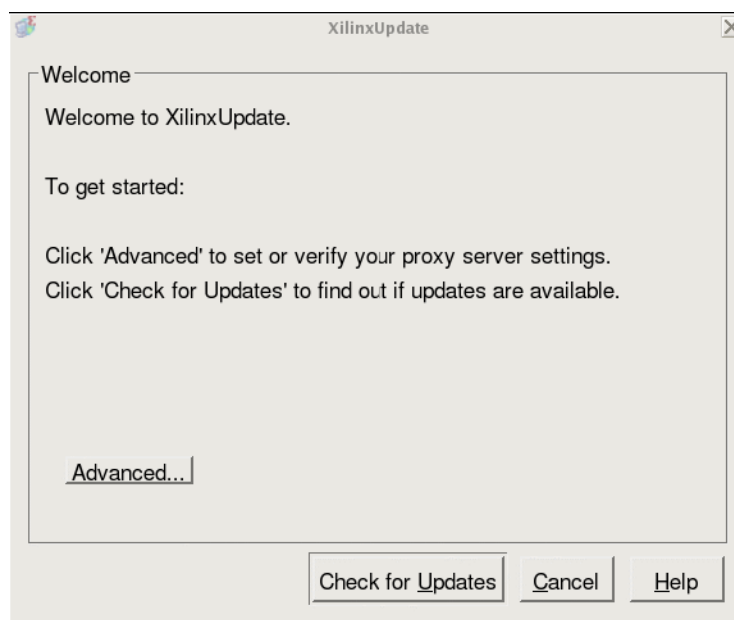 XilinxUpdate
Welcome
Welcome to XilinxUpdate.
To get started:
Click 'Advanced' to set or verify your proxy server settings.
Click 'Check for Updates' to find out if updates are available.
Advanced...
Check for Updates Cancel Help